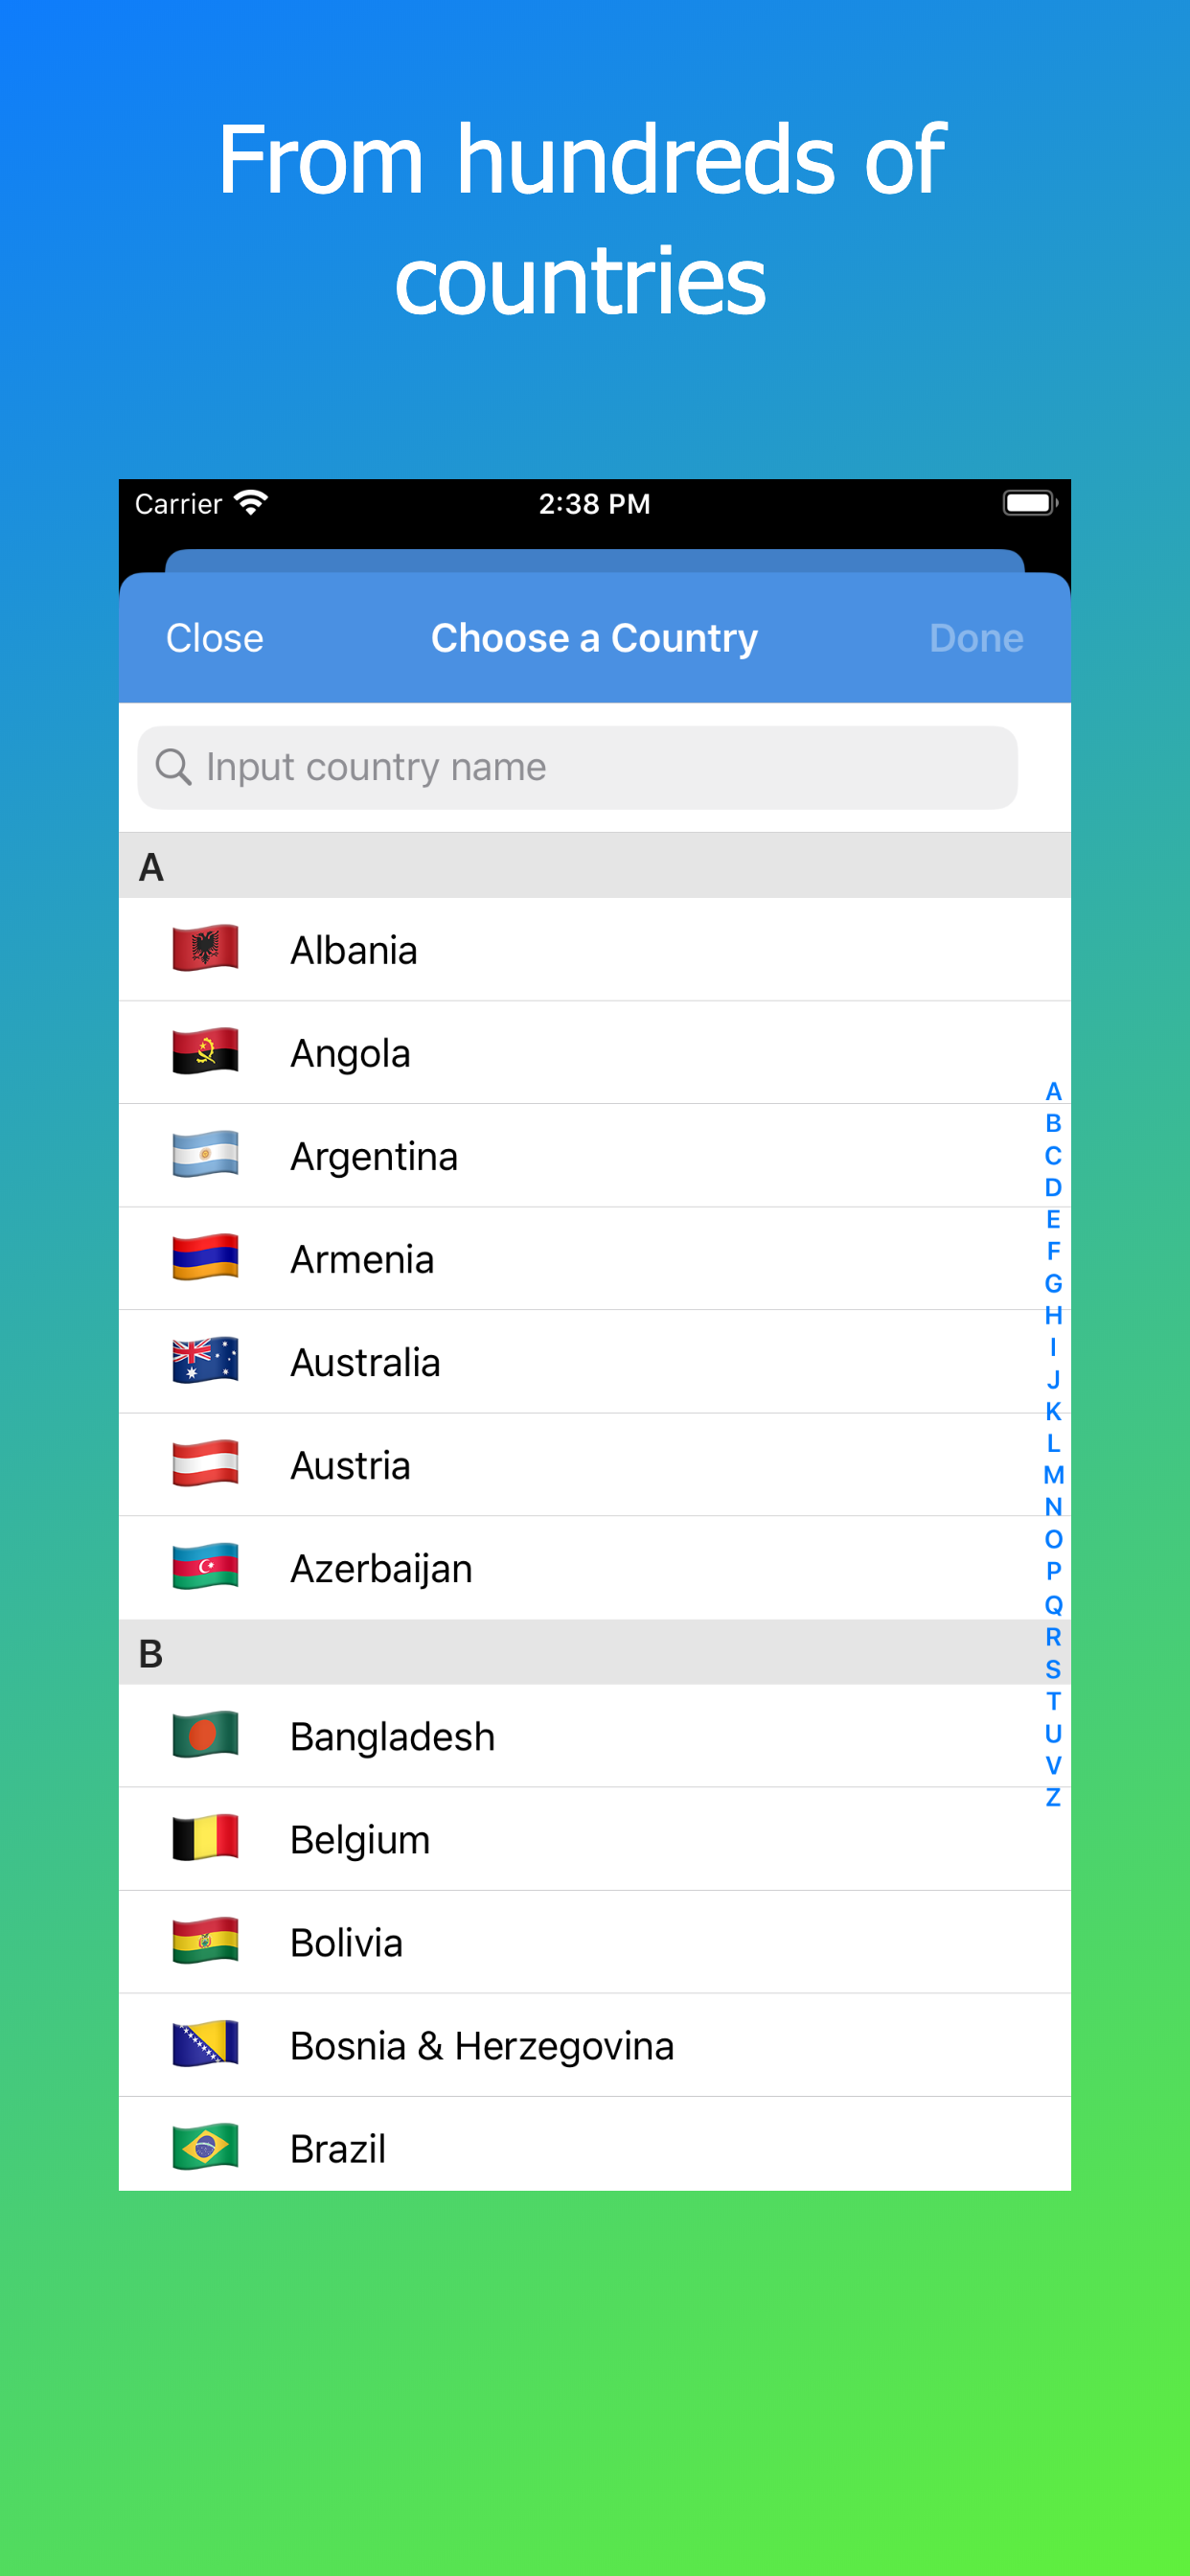 From hundreds of
countries
Carrier 2:38 PM
Close Choose a Country Done
Input country name
A
Albania
Angola
Argentina
Armenia
Australia
Austria
Azerbaijan
B
Bangladesh
Belgium
Bolivia
Bosnia & Herzegovina
Brazil
A
B
C
D
E
F
G
H
I
J
K
L
M
N
O
P
Q
R
S
T
U
V
Z